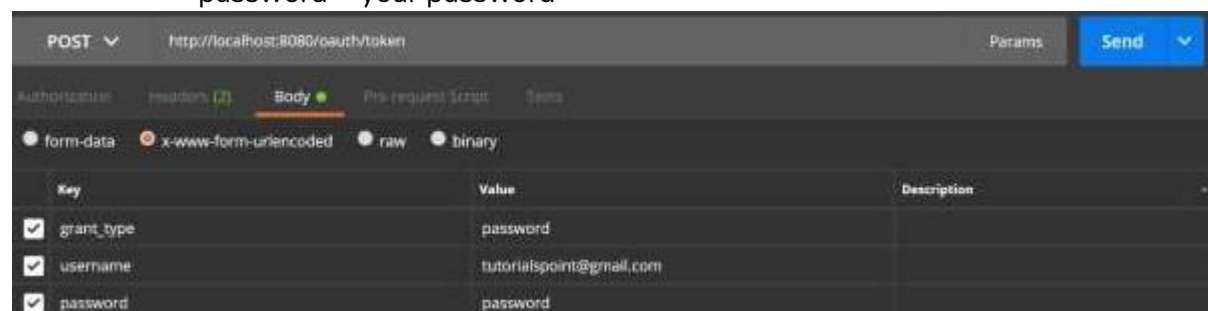 password – your password
POST http://localhost:8080/oauth/token Params Send
Authorization Headers (2) Body Pre-request Script Tests
form-data x-www-form-urlencoded raw binary
Key Value Description
grant_type password
username tutorialspoint@gmail.com
password password